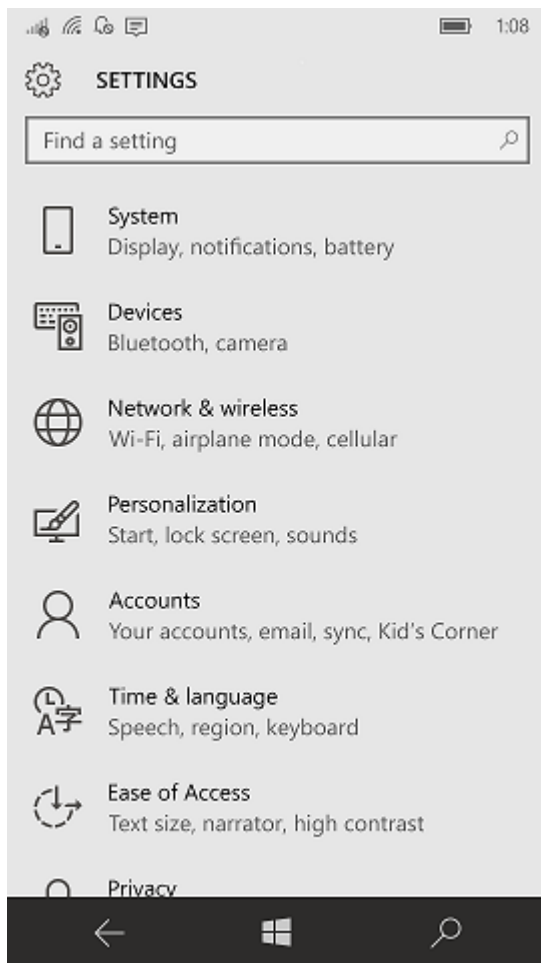 1:08
SETTINGS
Find a setting
System
Display, notifications, battery
Devices
Bluetooth, camera
Network & wireless
Wi-Fi, airplane mode, cellular
Personalization
Start, lock screen, sounds
Accounts
Your accounts, email, sync, Kid's Corner
A字
Time & language
Speech, region, keyboard
Ease of Access
Text size, narrator, high contrast
Privacy